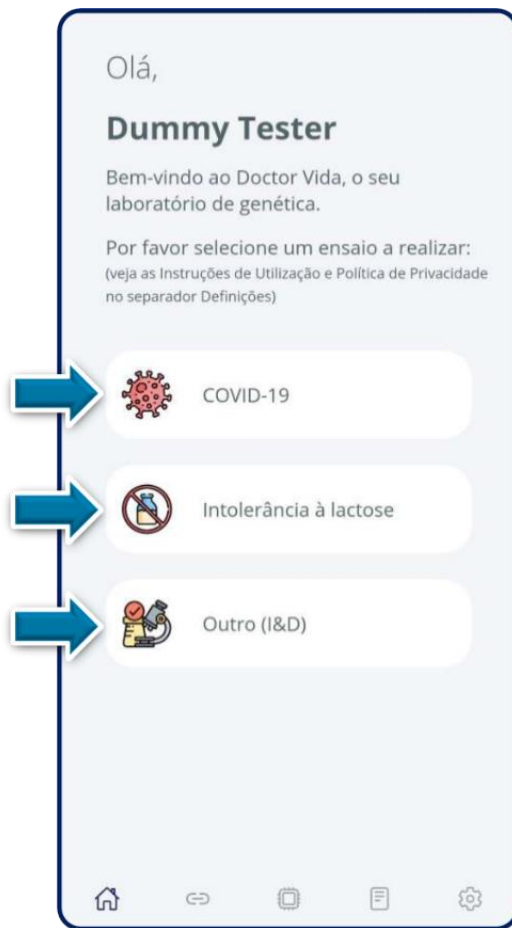 Olá,
Dummy Tester
Bem-vindo ao Doctor Vida, o seu
laboratório de genética.
Por favor selecione um ensaio a realizar:
(veja as Instruções de Utilização e Política de Privacidade
no separador Definições)
COVID-19
Intolerância à lactose
Outro (I&D)